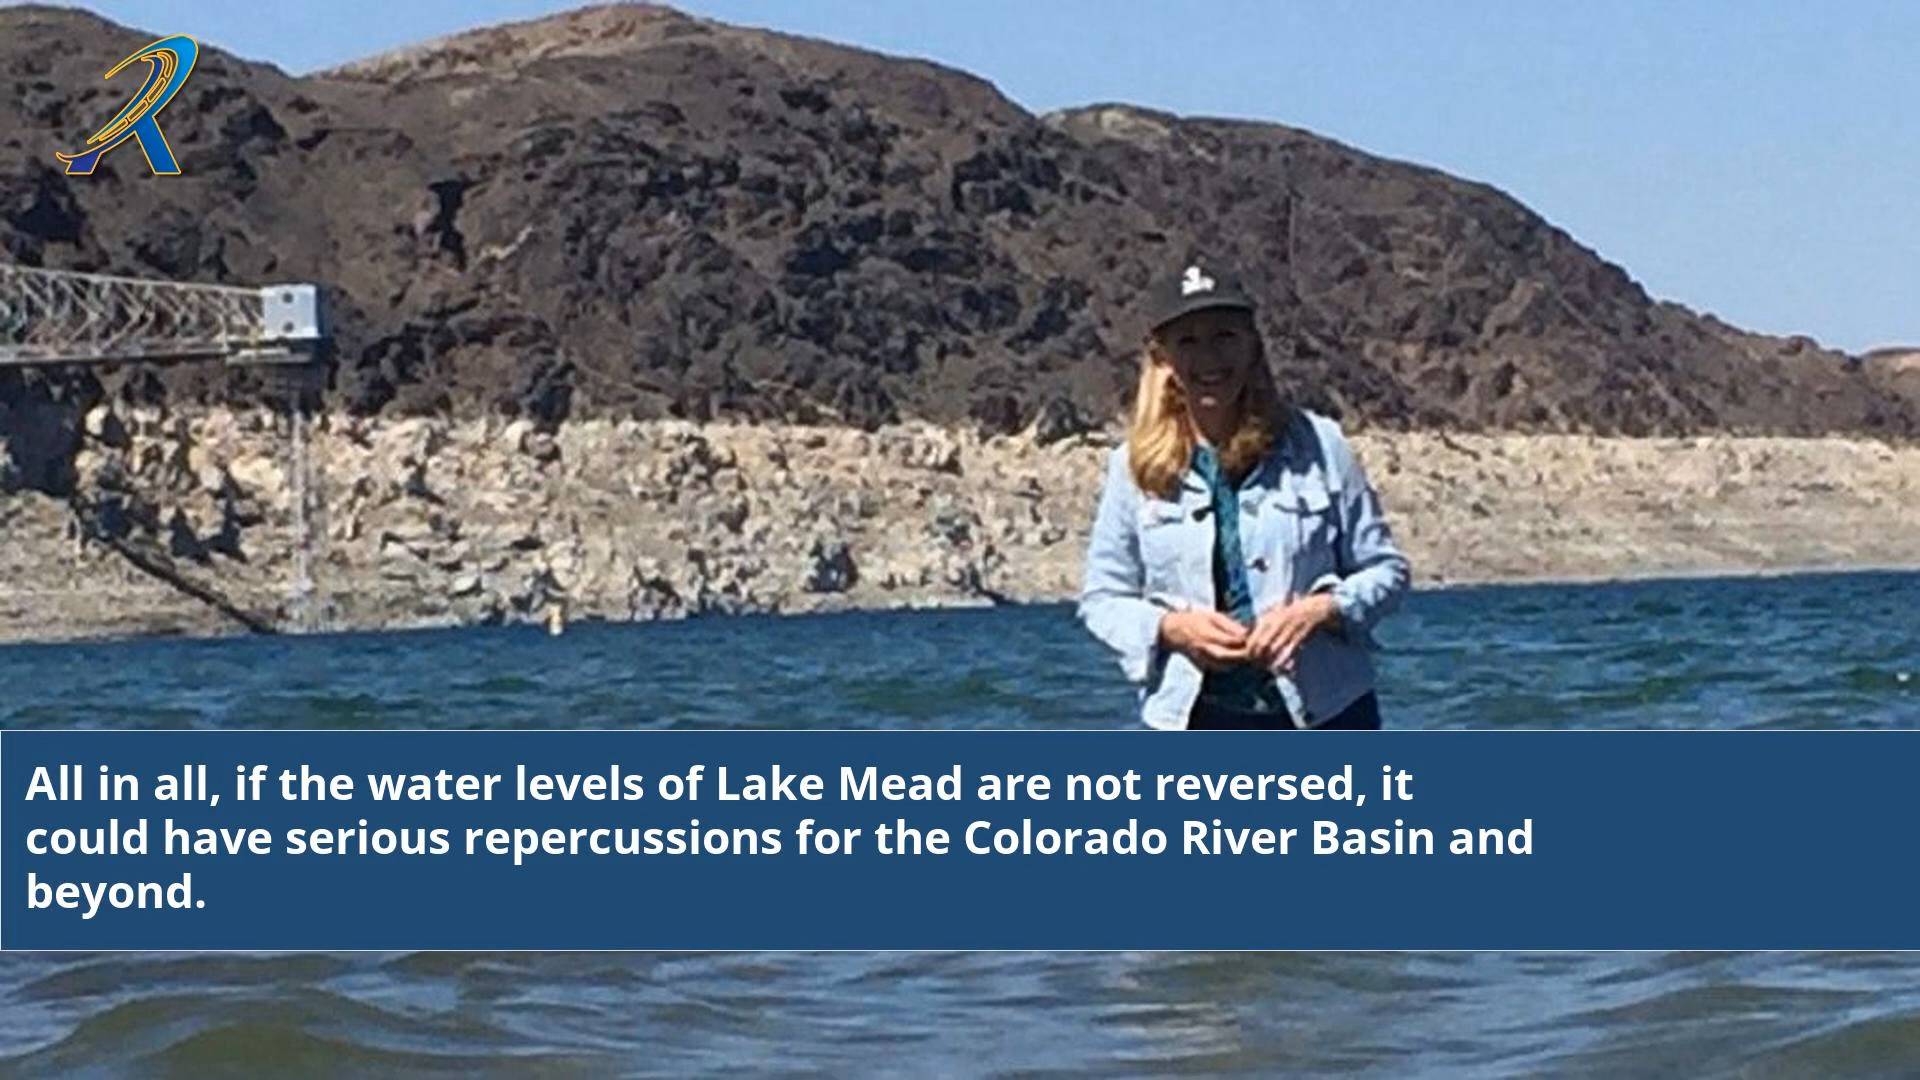 All in all, if the water levels of Lake Mead are not reversed, it
could have serious repercussions for the Colorado River Basin and
beyond.